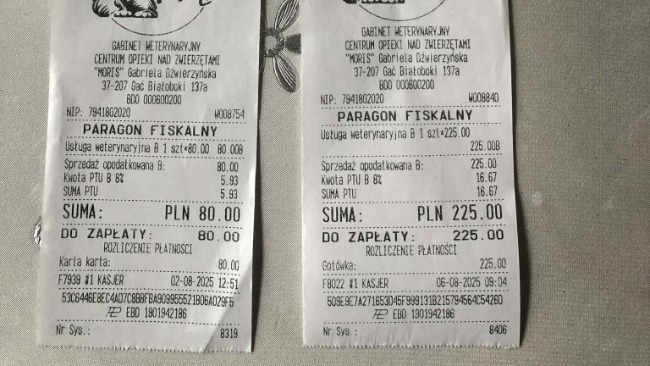 GABINET WETERYNARYJNY
CENTRUM OPIEKI NAD ZWIERZĘTAMI
"MORIS" Gabriela Dźwierzyńska
37-207 Gać Białoboki 137a
BDO 000600200
NIP: 7941802020 W008754
PARAGON FISKALNY
Usługa weterynaryjna B 1 szt*80.00 80.00B
Sprzedaż opodatkowana B: 80.00
Kwota PTU B 8% 5.93
SUMA PTU 5.93
SUMA: PLN 80.00
DO ZAPŁATY: 80.00
ROZLICZENIE PŁATNOŚCI
Karta karta: 80.00
F7939 #1 KASJER 02-08-2025 12:51
53C6446E8EC4AD7C8B8FBA909955521B06A029F6
EBD 1901942186
Nr Sys.: 8319
GABINET WETERYNARYJNY
CENTRUM OPIEKI NAD ZWIERZĘTAMI
"MORIS" Gabriela Dźwierzyńska
37-207 Gać Białoboki 137a
BDO 000600200
NIP: 7941802020 W008840
PARAGON FISKALNY
Usługa weterynaryjna B 1 szt*225.00
225.00B
Sprzedaż opodatkowana B: 225.00
Kwota PTU B 8% 16.67
SUMA PTU 16.67
SUMA: PLN 225.00
DO ZAPŁATY: 225.00
ROZLICZENIE PŁATNOŚCI
Gotówka: 225.00
F8022 #1 KASJER 06-08-2025 09:04
509E9E7A271653D45F999131B215794564C5426D
EBD 1901942186
Nr Sys.: 8406